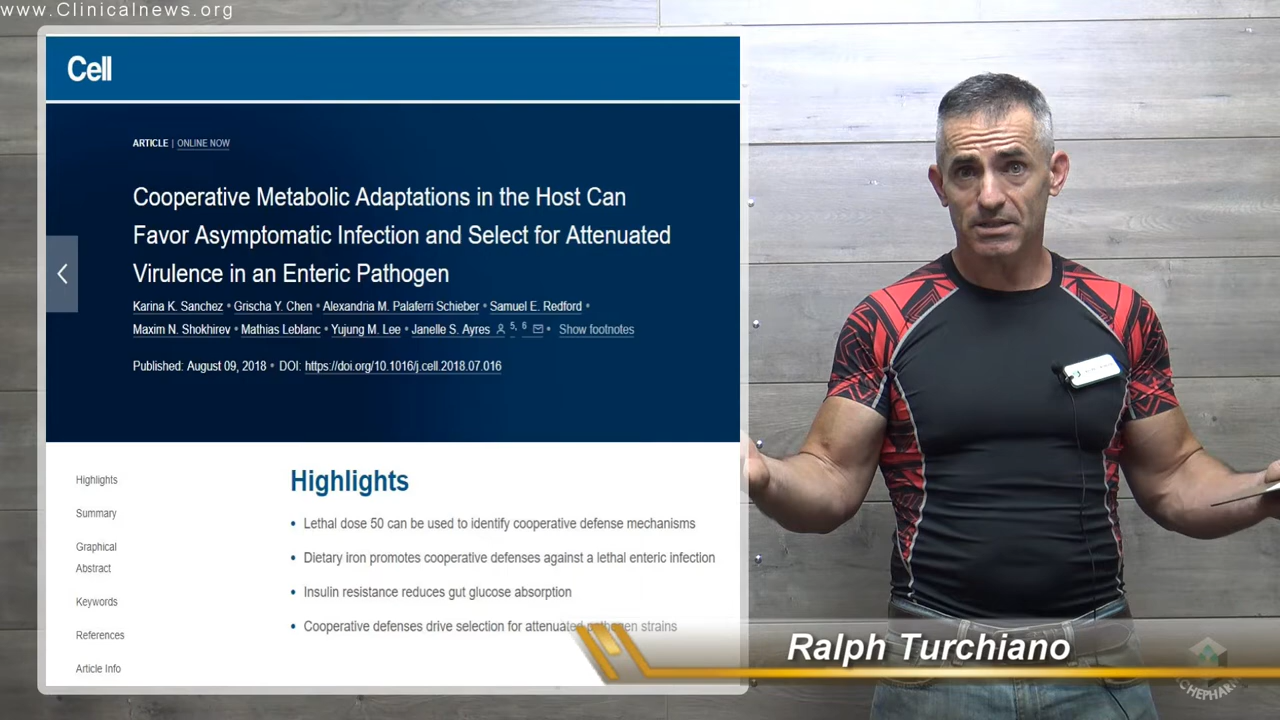 www.Clinicalnews.org
Cell
ARTICLE | ONLINE NOW
Cooperative Metabolic Adaptations in the Host Can
Favor Asymptomatic Infection and Select for Attenuated
Virulence in an Enteric Pathogen
Karina K. Sanchez • Grischa Y. Chen • Alexandria M. Palaferri Schieber • Samuel E. Redford •
Maxim N. Shokhirev • Mathias Leblanc • Yujung M. Lee • Janelle S. Ayres 5, 6 • Show footnotes
Published: August 09, 2018 • DOI: https://doi.org/10.1016/j.cell.2018.07.016
Highlights
Summary
Graphical
Abstract
Keywords
References
Article Info
Highlights
• Lethal dose 50 can be used to identify cooperative defense mechanisms
• Dietary iron promotes cooperative defenses against a lethal enteric infection
• Insulin resistance reduces gut glucose absorption
• Cooperative defenses drive selection for attenuated pathogen strains
Ralph Turchiano